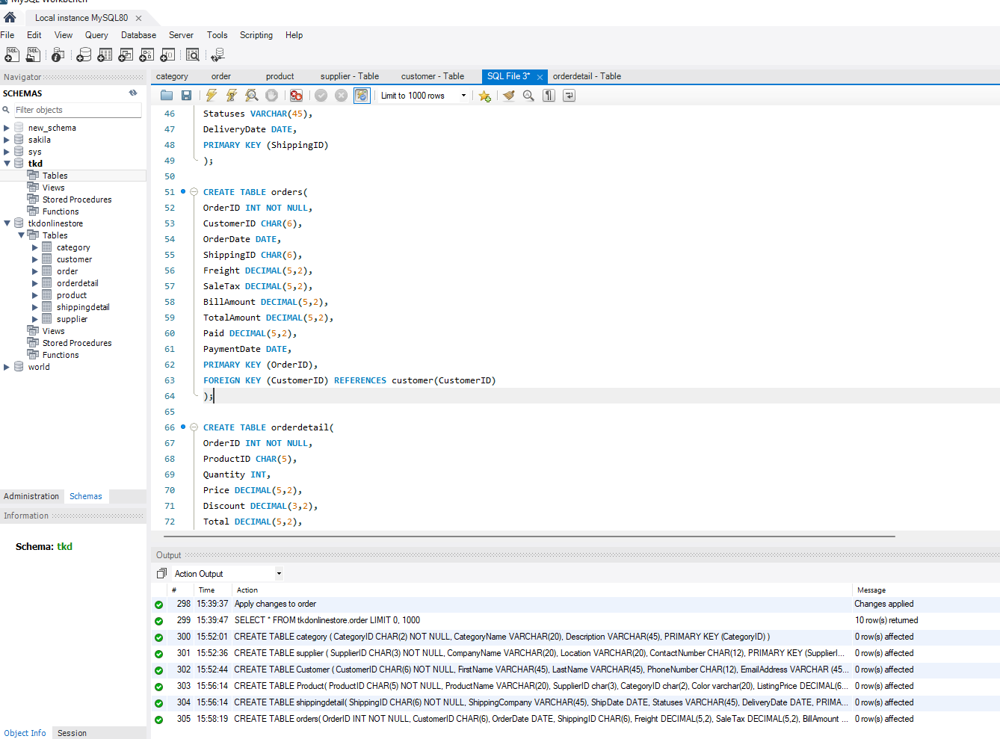 MySQL Workbench
Local instance MySQL80
File Edit View Query Database Server Tools Scripting Help
Navigator
SCHEMAS
Filter objects
new_schema
sakila
sys
tkd
Tables
Views
Stored Procedures
Functions
tkdonlinestore
Tables
category
customer
order
orderdetail
product
shippingdetail
supplier
Views
Stored Procedures
Functions
world
Administration Schemas
Information
Schema: tkd
Object Info Session
category order product supplier - Table customer - Table SQL File 3* orderdetail - Table
Limit to 1000 rows
46 Statuses VARCHAR(45),
47 DeliveryDate DATE,
48 PRIMARY KEY (ShippingID)
49 );
50
51 CREATE TABLE orders(
52 OrderID INT NOT NULL,
53 CustomerID CHAR(6),
54 OrderDate DATE,
55 ShippingID CHAR(6),
56 Freight DECIMAL(5,2),
57 SaleTax DECIMAL(5,2),
58 BillAmount DECIMAL(5,2),
59 TotalAmount DECIMAL(5,2),
60 Paid DECIMAL(5,2),
61 PaymentDate DATE,
62 PRIMARY KEY (OrderID),
63 FOREIGN KEY (CustomerID) REFERENCES customer(CustomerID)
64 );
65
66 CREATE TABLE orderdetail(
67 OrderID INT NOT NULL,
68 ProductID CHAR(5),
69 Quantity INT,
70 Price DECIMAL(5,2),
71 Discount DECIMAL(3,2),
72 Total DECIMAL(5,2),
Output
Action Output
# Time Action Message
298 15:39:37 Apply changes to order Changes applied
299 15:39:47 SELECT * FROM tkdonlinestore.order LIMIT 0, 1000 10 row(s) returned
300 15:52:01 CREATE TABLE category ( CategoryID CHAR(2) NOT NULL, CategoryName VARCHAR(20), Description VARCHAR(45), PRIMARY KEY (CategoryID) ) 0 row(s) affected
301 15:52:36 CREATE TABLE supplier ( SupplierID CHAR(3) NOT NULL, CompanyName VARCHAR(20), Location VARCHAR(20), ContactNumber CHAR(12), PRIMARY KEY (SupplierI... 0 row(s) affected
302 15:52:44 CREATE TABLE Customer ( CustomerID CHAR(6) NOT NULL, FirstName VARCHAR(45), LastName VARCHAR(45), PhoneNumber CHAR(12), EmailAddress VARCHAR (45... 0 row(s) affected
303 15:56:14 CREATE TABLE Product( ProductID CHAR(5) NOT NULL, ProductName VARCHAR(20), SupplierID char(3), CategoryID char(2), Color varchar(20), ListingPrice DECIMAL(6... 0 row(s) affected
304 15:56:14 CREATE TABLE shippingdetail( ShippingID CHAR(6) NOT NULL, ShippingCompany VARCHAR(45), ShipDate DATE, Statuses VARCHAR(45), DeliveryDate DATE, PRIMA... 0 row(s) affected
305 15:58:19 CREATE TABLE orders( OrderID INT NOT NULL, CustomerID CHAR(6), OrderDate DATE, ShippingID CHAR(6), Freight DECIMAL(5,2), SaleTax DECIMAL(5,2), BillAmount ... 0 row(s) affected